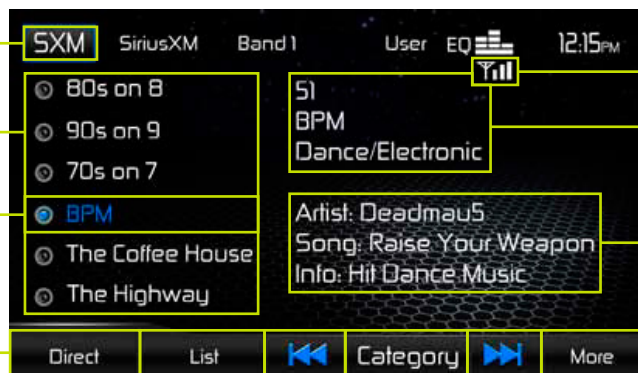 SXM SiriusXM Band 1 User EQ 12:15PM
80s on 8
90s on 9
70s on 7
BPM
The Coffee House
The Highway
51
BPM
Dance/Electronic
Artist: Deadmau5
Song: Raise Your Weapon
Info: Hit Dance Music
Direct List Category More